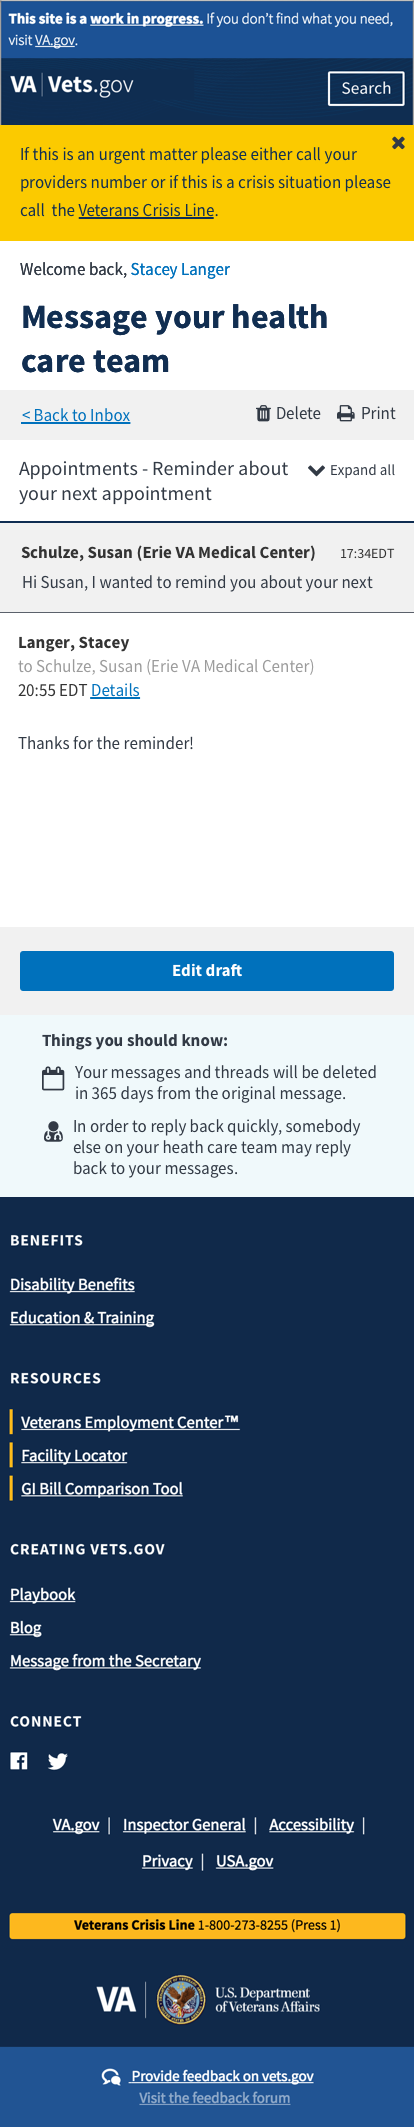 This site is a work in progress. If you don't find what you need,
visit VA.gov.
VA | Vets.gov
Search
If this is an urgent matter please either call your
providers number or if this is a crisis situation please
call the Veterans Crisis Line.
Welcome back, Stacey Langer
Message your health
care team
< Back to Inbox
Delete
Print
Appointments - Reminder about
your next appointment
Expand all
Schulze, Susan (Erie VA Medical Center) 17:34EDT
Hi Susan, I wanted to remind you about your next
Langer, Stacey
to Schulze, Susan (Erie VA Medical Center)
20:55 EDT Details
Thanks for the reminder!
Edit draft
Things you should know:
Your messages and threads will be deleted
in 365 days from the original message.
In order to reply back quickly, somebody
else on your heath care team may reply
back to your messages.
BENEFITS
Disability Benefits
Education & Training
RESOURCES
Veterans Employment Center™
Facility Locator
GI Bill Comparison Tool
CREATING VETS.GOV
Playbook
Blog
Message from the Secretary
CONNECT
VA.gov | Inspector General | Accessibility |
Privacy | USA.gov
Veterans Crisis Line 1-800-273-8255 (Press 1)
VA | U.S. Department
of Veterans Affairs
Provide feedback on vets.gov
Visit the feedback forum